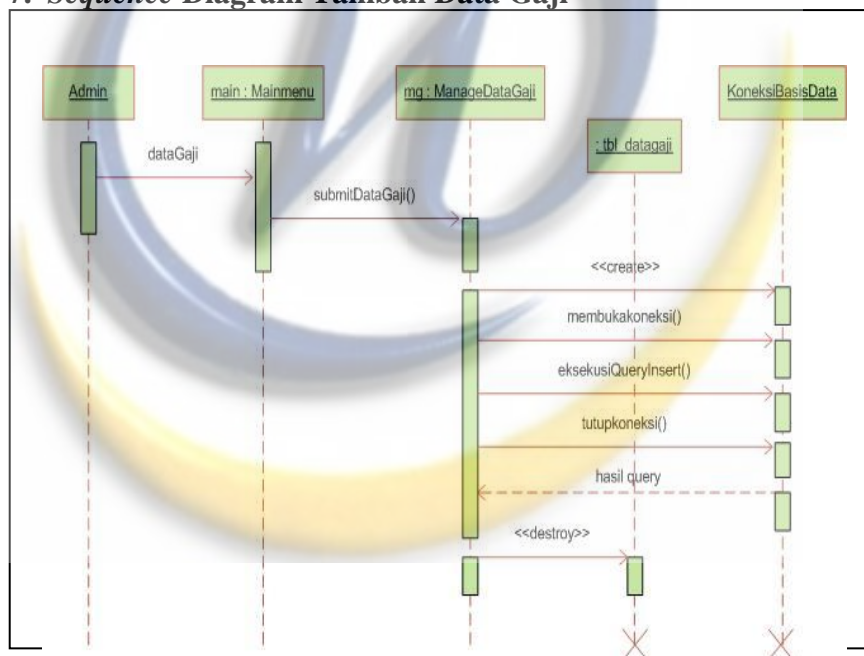 7. Sequence Diagram Tambah Data Gaji
Admin
main : Mainmenu
mg : ManageDataGaji
KoneksiBasisData
: tbl_datagaji
dataGaji
submitDataGaji()
<<create>>
membukakoneksi()
eksekusiQueryInsert()
tutupkoneksi()
hasil query
<<destroy>>